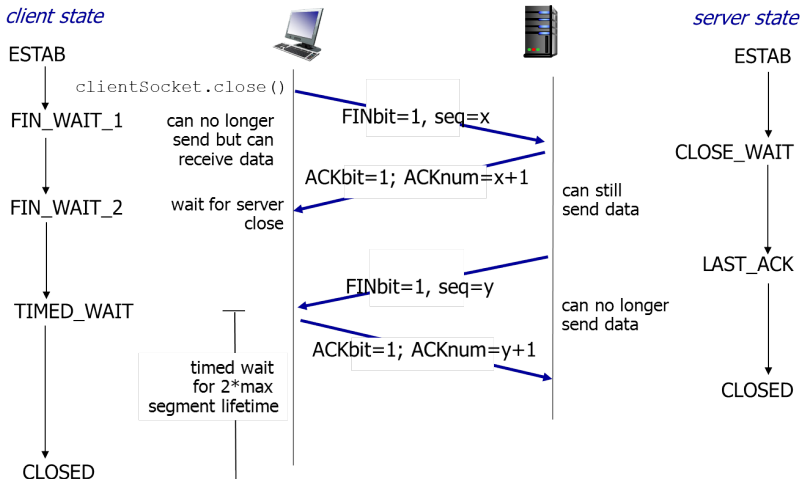 client state
server state
ESTAB
ESTAB
clientSocket.close()
FIN_WAIT_1
can no longer
send but can
receive data
FINbit=1, seq=x
CLOSE_WAIT
ACKbit=1; ACKnum=x+1
FIN_WAIT_2
wait for server
close
can still
send data
LAST_ACK
FINbit=1, seq=y
TIMED_WAIT
can no longer
send data
ACKbit=1; ACKnum=y+1
timed wait
for 2*max
segment lifetime
CLOSED
CLOSED